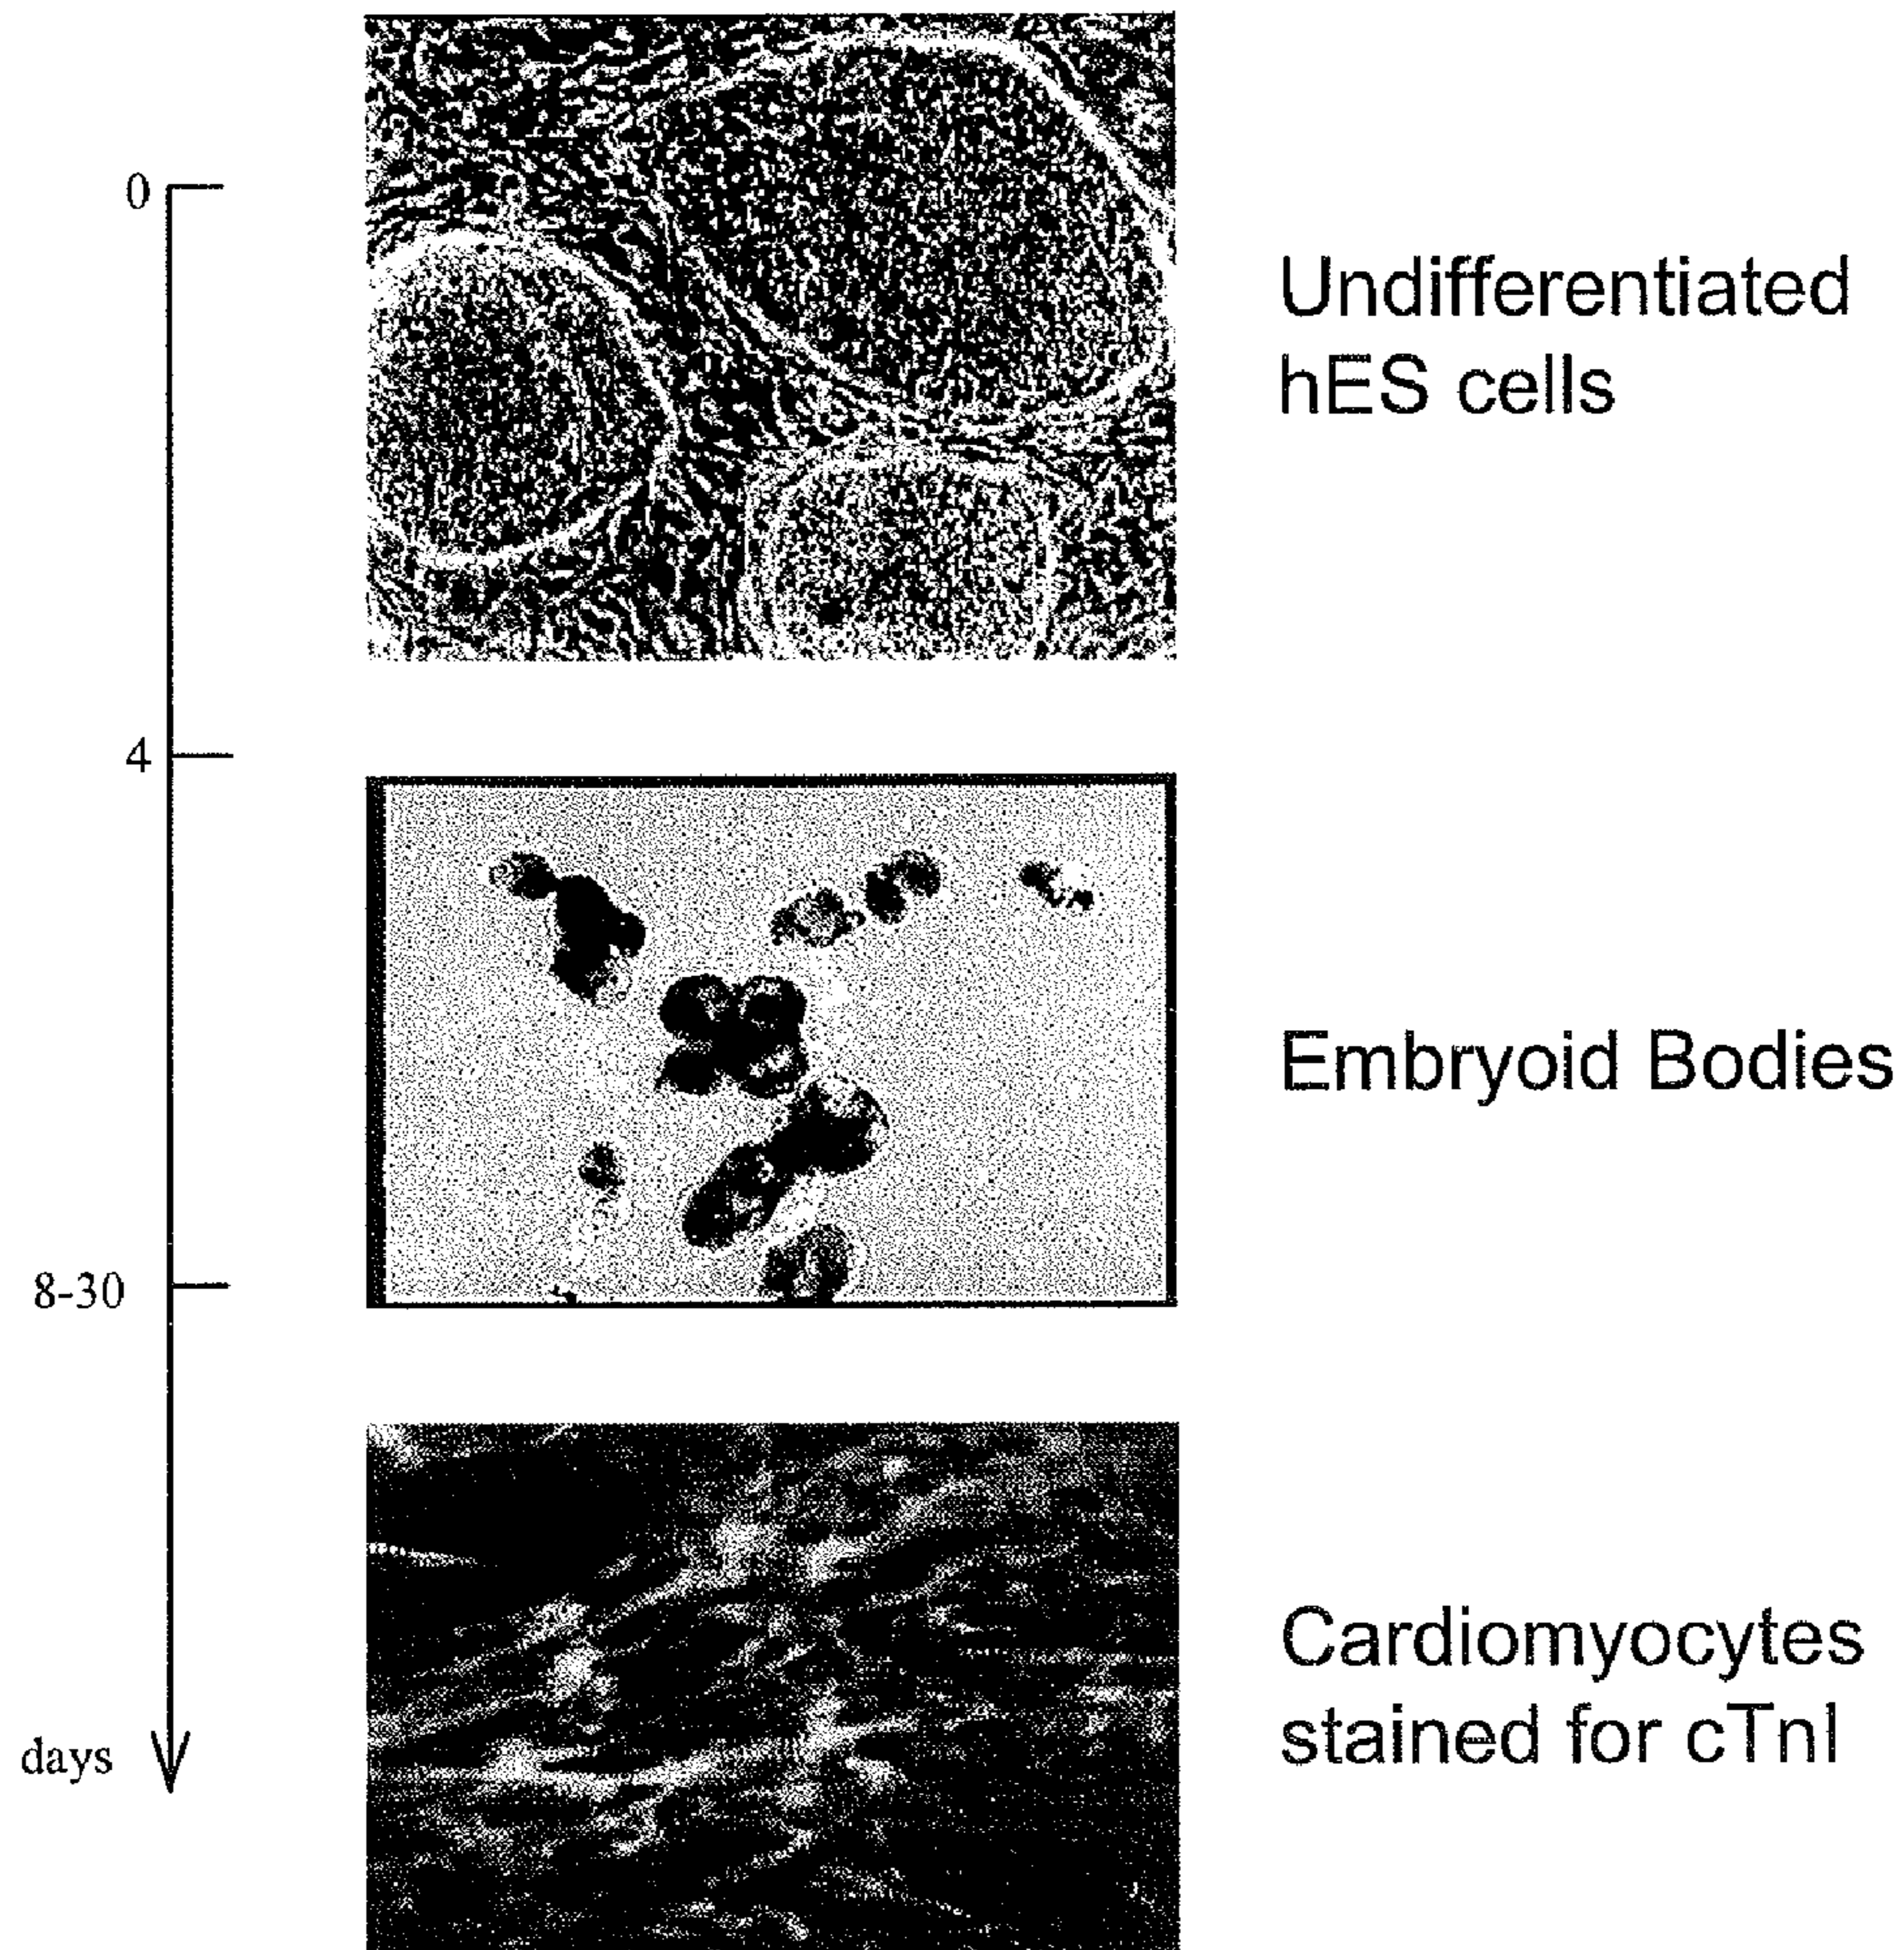 0
Undifferentiated
hES cells
4
Embryoid Bodies
8-30
Cardiomyocytes
stained for cTnI
days